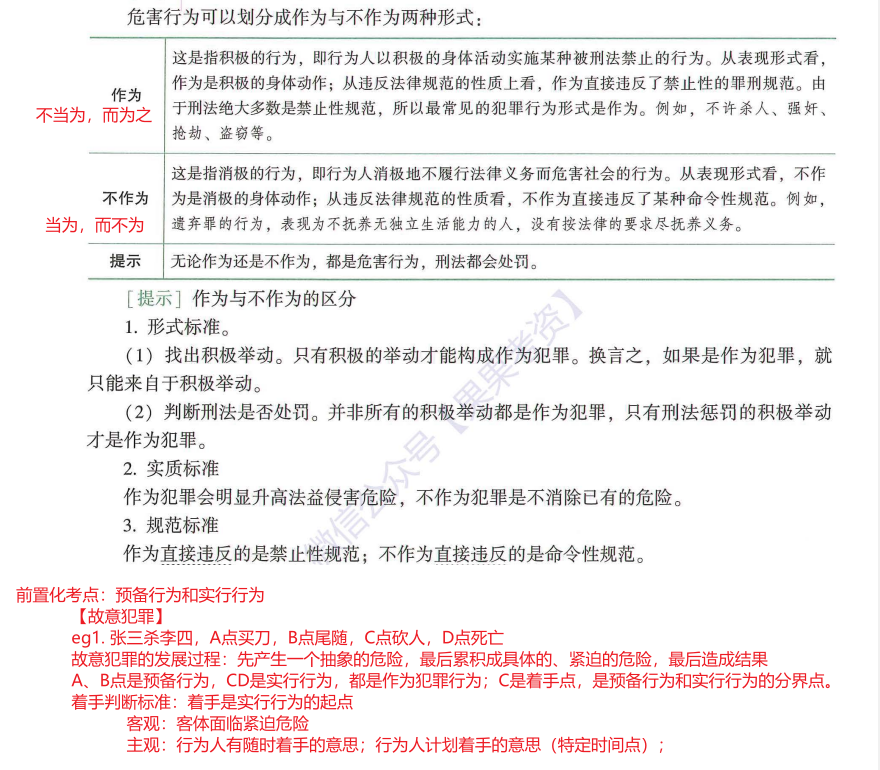 危害行为可以划分成作为与不作为两种形式：
这是指积极的行为，即行为人以积极的身体活动实施某种被刑法禁止的行为。从表现形式看，
作为是积极的身体动作；从违反法律规范的性质上看，作为直接违反了禁止性的罪刑规范。由
作为
于刑法绝大多数是禁止性规范，所以最常见的犯罪行为形式是作为。例如，不许杀人、强奸、
不当为，而为之
抢劫、盗窃等。
这是指消极的行为，即行为人消极地不履行法律义务而危害社会的行为。从表现形式看，不作
不作为
为是消极的身体动作；从违反法律规范的性质看，不作为直接违反了某种命令性规范。例如，
当为，而不为
遗弃罪的行为，表现为不抚养无独立生活能力的人，没有按法律的要求尽抚养义务。
提示
无论作为还是不作为，都是危害行为，刑法都会处罚。
［提示］作为与不作为的区分
1. 形式标准。
（1）找出积极举动。只有积极的举动才能构成作为犯罪。换言之，如果是作为犯罪，就
只能来自于积极举动。
（2）判断刑法是否处罚。并非所有的积极举动都是作为犯罪，只有刑法惩罚的积极举动
才是作为犯罪。
2. 实质标准
作为犯罪会明显升高法益侵害危险，不作为犯罪是不消除已有的危险。
3. 规范标准
作为直接违反的是禁止性规范；不作为直接违反的是命令性规范。
微信公众号【果果考资】
前置化考点：预备行为和实行行为
【故意犯罪】
eg1. 张三杀李四，A点买刀，B点尾随，C点砍人，D点死亡
故意犯罪的发展过程：先产生一个抽象的危险，最后累积成具体的、紧迫的危险，最后造成结果
A、B点是预备行为，CD是实行行为，都是作为犯罪行为；C是着手点，是预备行为和实行行为的分界点。
着手判断标准：着手是实行行为的起点
客观：客体面临紧迫危险
主观：行为人有随时着手的意思；行为人计划着手的意思（特定时间点）；